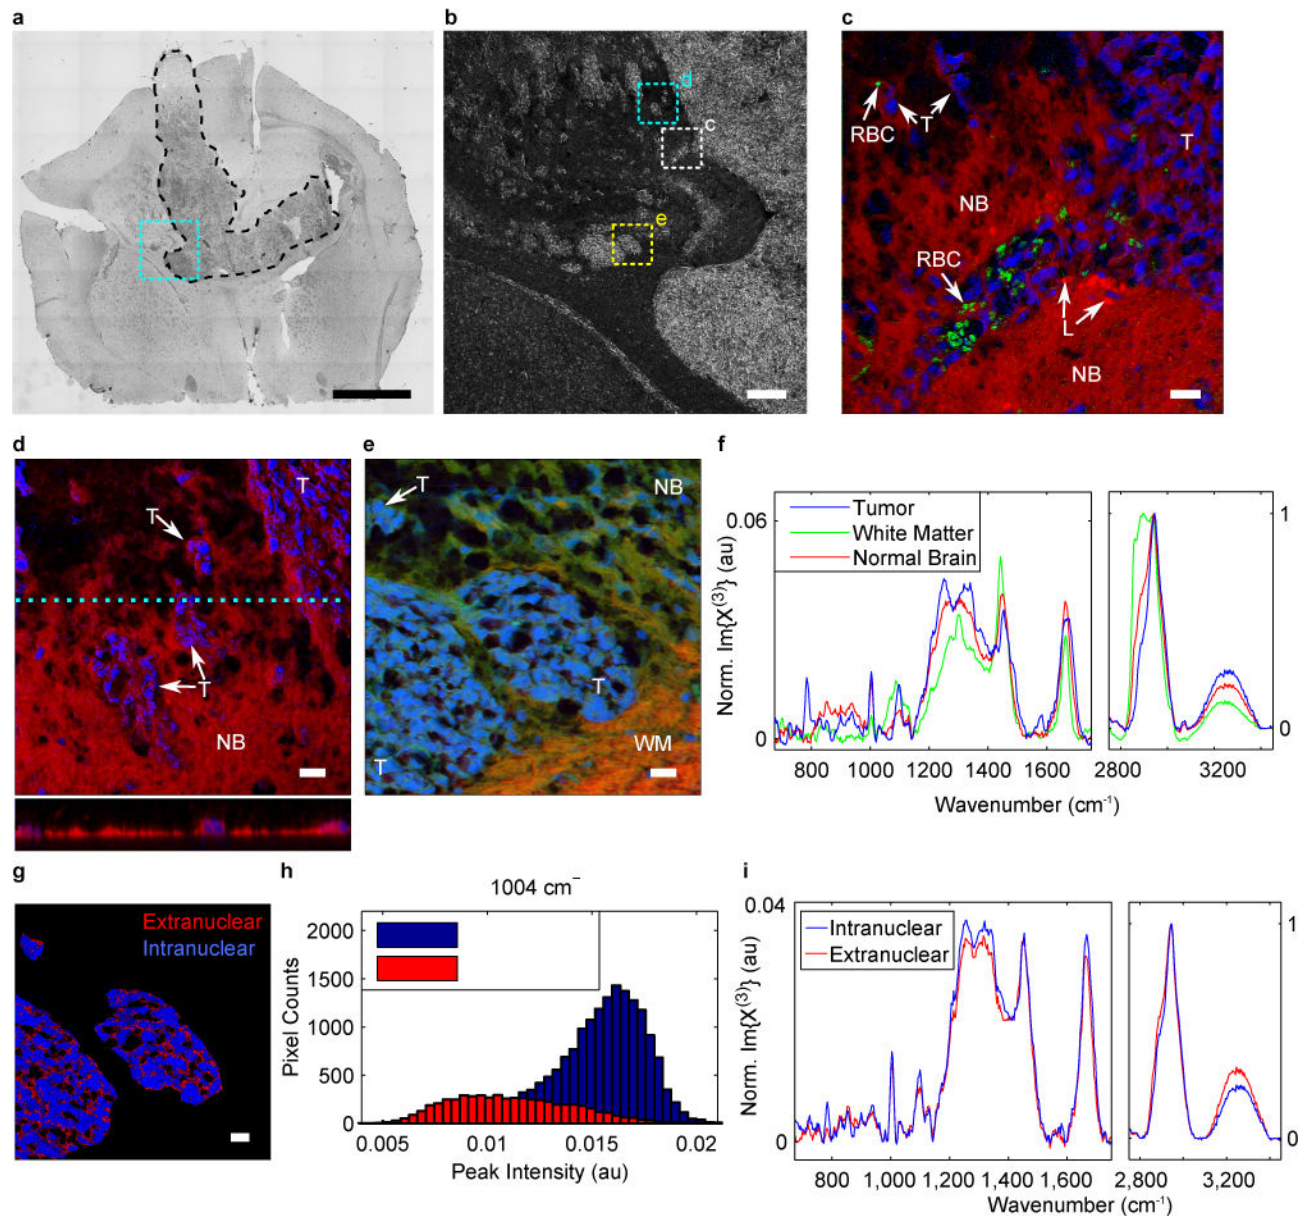 a
b
c
d
c
e
RBC
T
T
NB
RBC
L
NB
d
e
f
T
T
T
NB
T
NB
T
WM
T
0.06
Norm. Im{X⁽³⁾} (au)
0
Tumor
White Matter
Normal Brain
1
0
800 1000 1200 1400 1600 2800 3200
Wavenumber (cm⁻¹)
g
h
i
Extranuclear
Intranuclear
1004 cm⁻
2000
1500
1000
500
0
Pixel Counts
0.005 0.01 0.015 0.02
Peak Intensity (au)
0.04
Norm. Im{X⁽³⁾} (au)
0
Intranuclear
Extranuclear
1
0
800 1,000 1,200 1,400 1,600 2,800 3,200
Wavenumber (cm⁻¹)